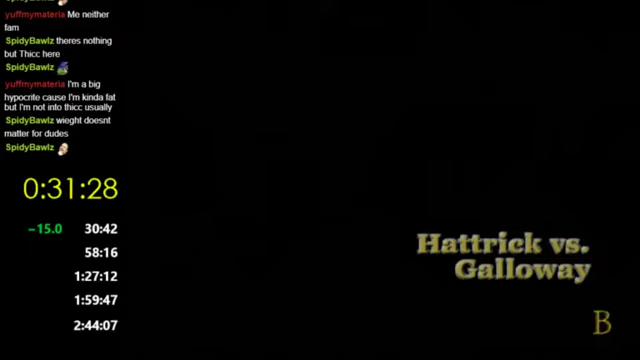 SpidyBawlz
yuffmymateria Me neither
fam
SpidyBawlz theres nothing
but Thicc here
SpidyBawlz
yuffmymateria I'm a big
hypocrite cause I'm kinda fat
but I'm not into thicc usually
SpidyBawlz wieght doesnt
matter for dudes
SpidyBawlz
0:31:28
−15.0 30:42
58:16
1:27:12
1:59:47
2:44:07
Hattrick vs.
Galloway
B